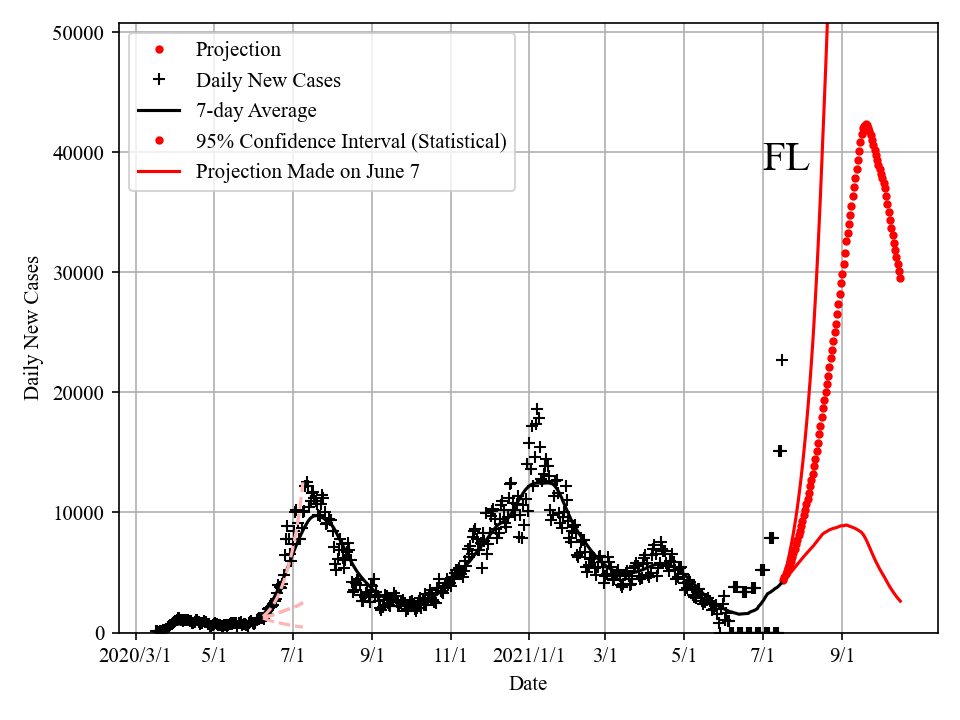 50000
40000
30000
20000
10000
0
Daily New Cases
Projection
Daily New Cases
7-day Average
95% Confidence Interval (Statistical)
Projection Made on June 7
FL
2020/3/1 5/1 7/1 9/1 11/1 2021/1/1 3/1 5/1 7/1 9/1
Date